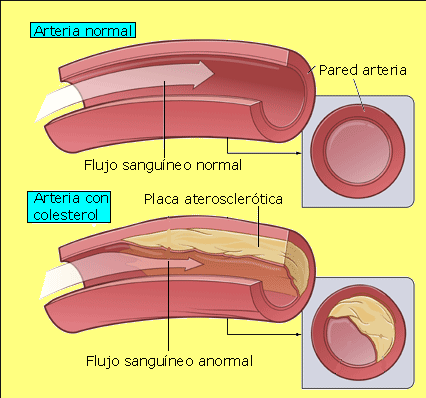 Arteria normal
Pared arteria
Flujo sanguíneo normal
Arteria con
colesterol
Placa aterosclerótica
Flujo sanguíneo anormal